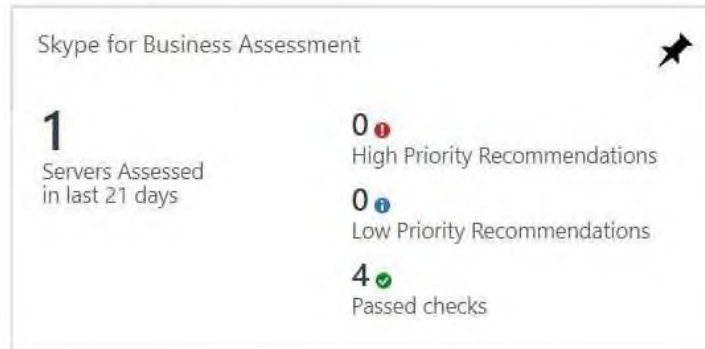 Skype for Business Assessment
1
Servers Assessed
in last 21 days
0
High Priority Recommendations
0
Low Priority Recommendations
4
Passed checks